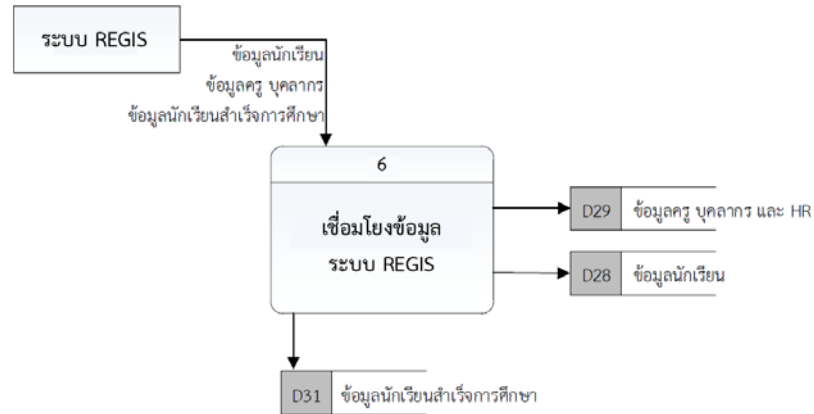 ระบบ REGIS
ข้อมูลนักเรียน
ข้อมูลครู บุคลากร
ข้อมูลนักเรียนสำเร็จการศึกษา
6
เชื่อมโยงข้อมูล
ระบบ REGIS
D29 ข้อมูลครู บุคลากร และ HR
D28 ข้อมูลนักเรียน
D31 ข้อมูลนักเรียนสำเร็จการศึกษา